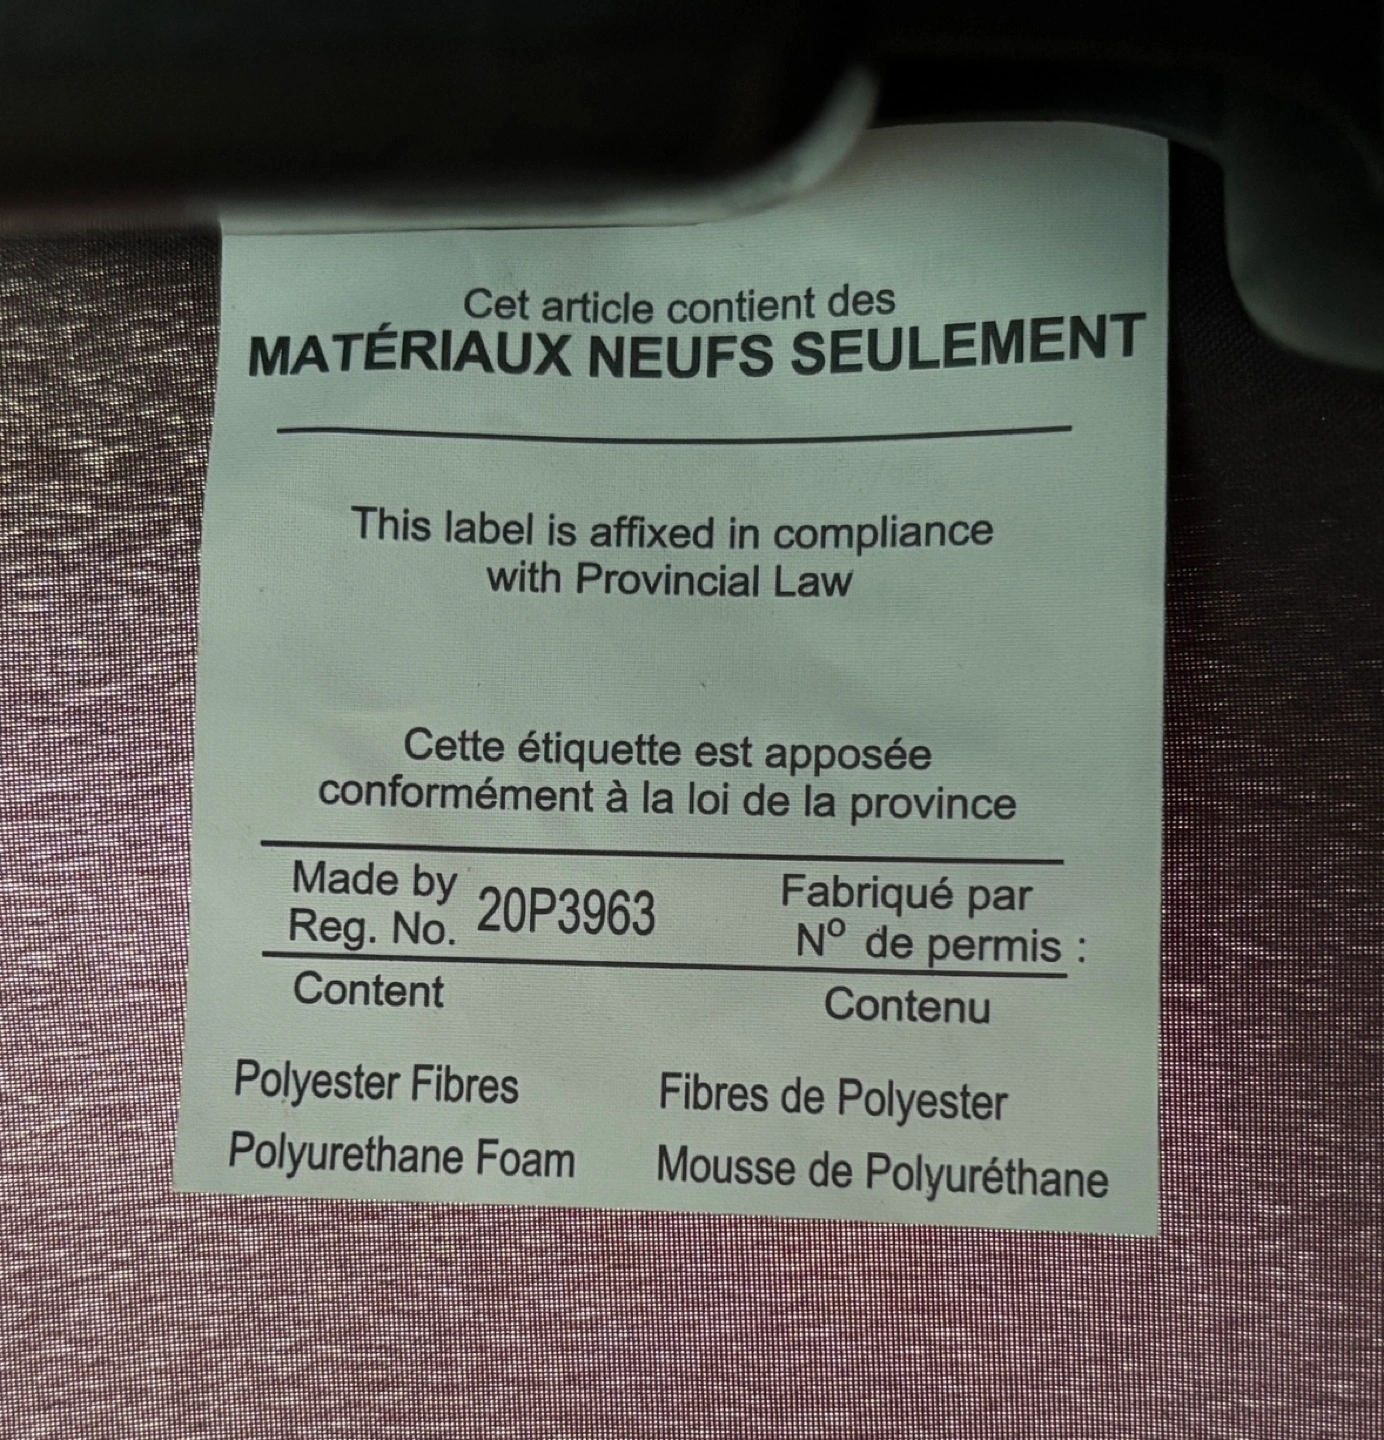 Cet article contient des
MATÉRIAUX NEUFS SEULEMENT
This label is affixed in compliance
with Provincial Law
Cette étiquette est apposée
conformément à la loi de la province
Made by
Reg. No. 20P3963
Fabriqué par
Nº de permis :
Content
Contenu
Polyester Fibres
Fibres de Polyester
Polyurethane Foam
Mousse de Polyuréthane